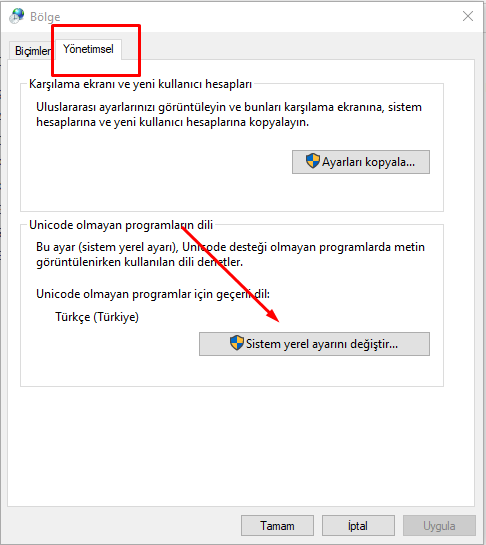 Bölge
Biçimler
Yönetimsel
Karşılama ekranı ve yeni kullanıcı hesapları
Uluslararası ayarlarınızı görüntüleyin ve bunları karşılama ekranına, sistem
hesaplarına ve yeni kullanıcı hesaplarına kopyalayın.
Ayarları kopyala...
Unicode olmayan programların dili
Bu ayar (sistem yerel ayarı), Unicode desteği olmayan programlarda metin
görüntülenirken kullanılan dili denetler.
Unicode olmayan programlar için geçerli dil:
Türkçe (Türkiye)
Sistem yerel ayarını değiştir...
Tamam
İptal
Uygula